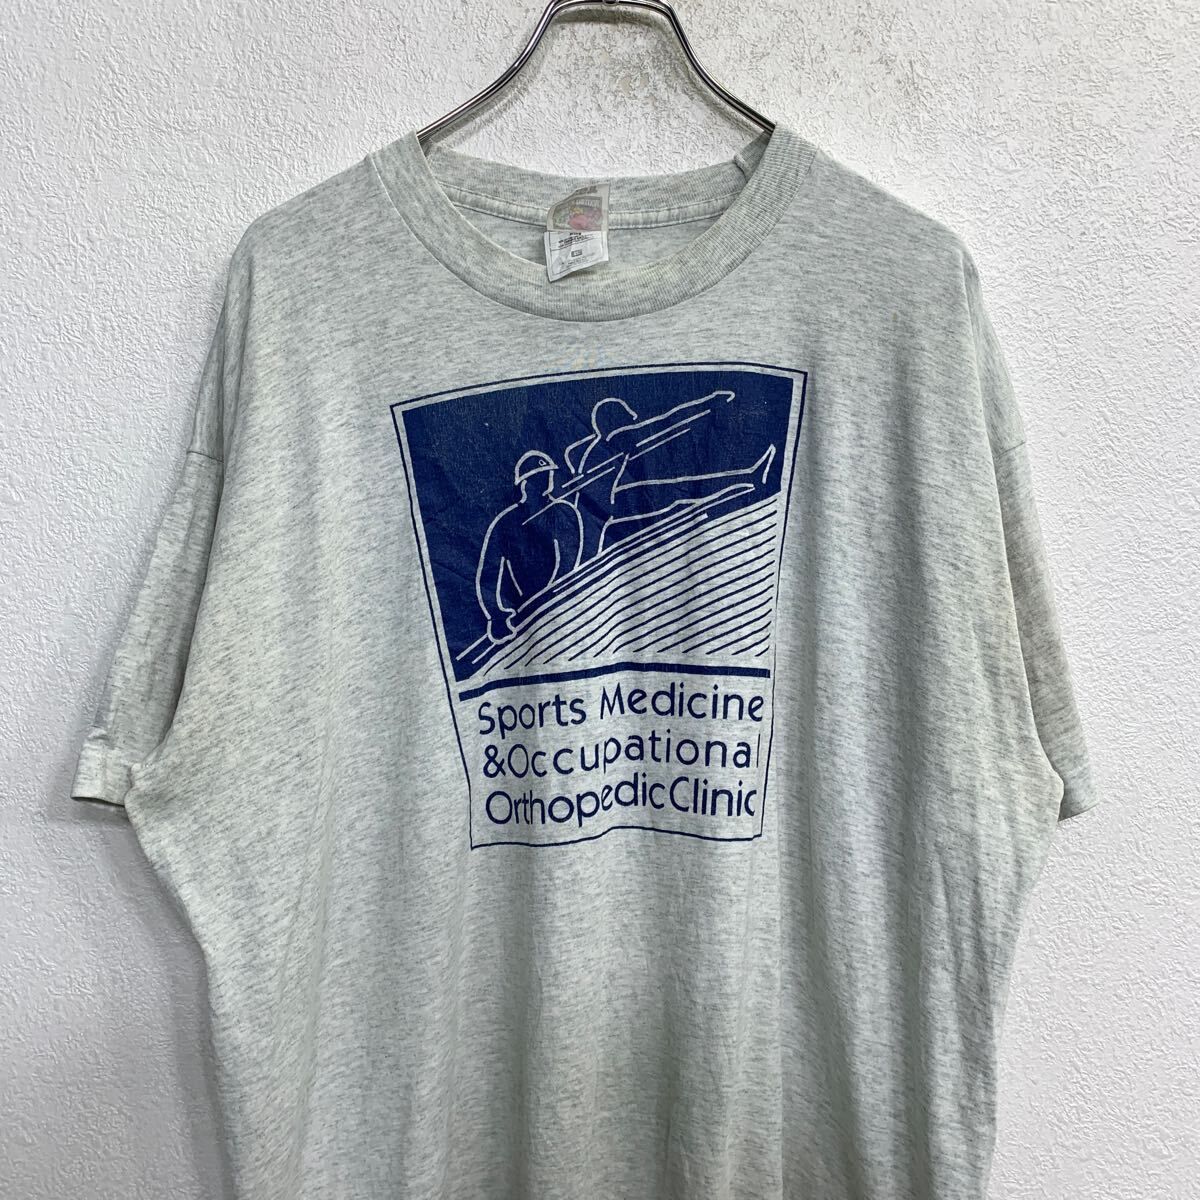 Sports Medicine
&Occupational
Orthopedic Clinic